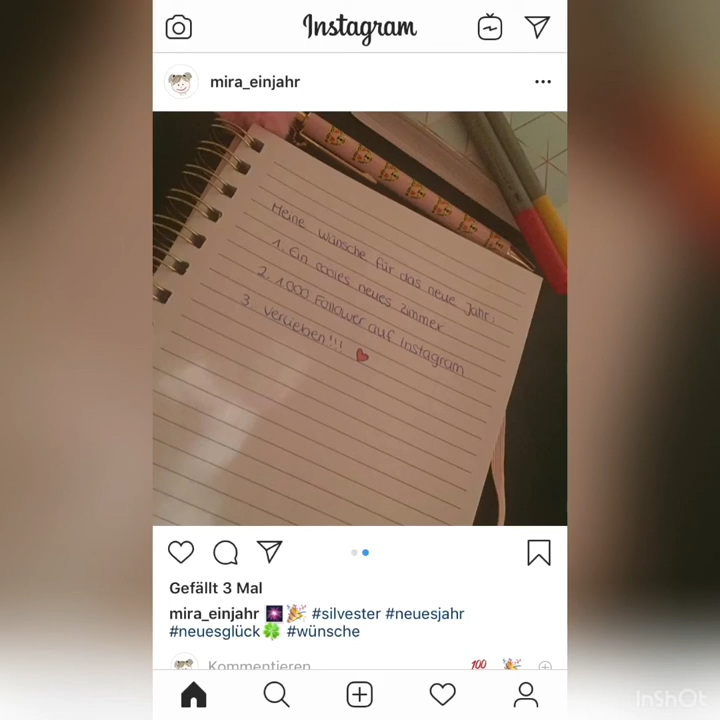 Instagram
mira_einjahr
Meine Wünsche für das neue Jahr:
1. Ein cooles neues Zimmer
2. 1.000 Follower auf Instagram
3 verlieben!!!
Gefällt 3 Mal
mira_einjahr 🎆🎉 #silvester #neuesjahr
#neuesglück🍀 #wünsche
Kommentieren
💯 🎉
InShOt